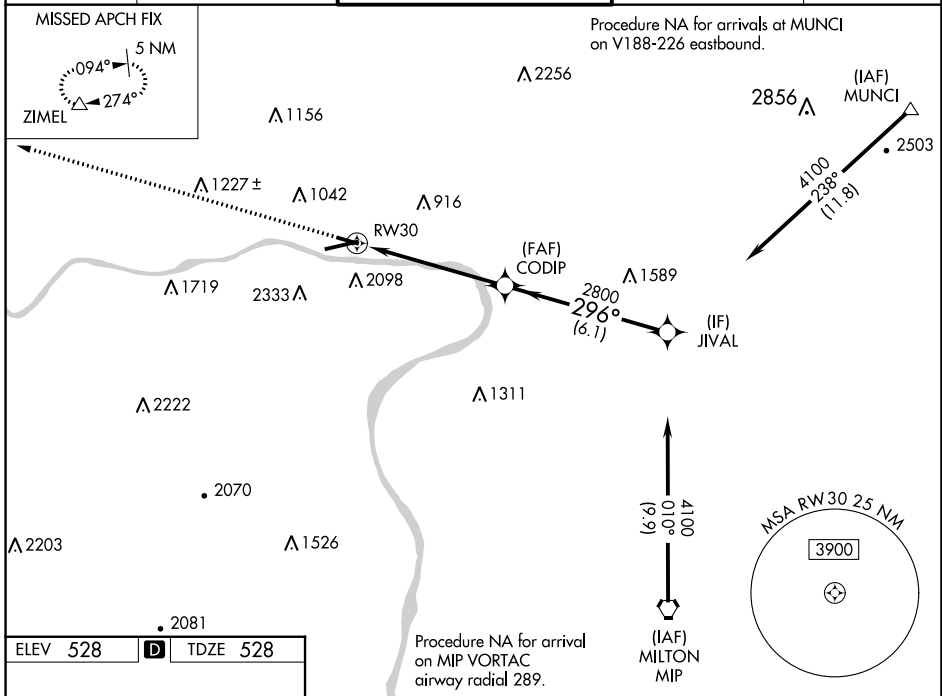 MISSED APCH FIX
5 NM
094°
274°
ZIMEL
Procedure NA for arrivals at MUNCI
on V188-226 eastbound.
2256
1156
2856
(IAF)
MUNCI
2503
4100
238°
(11.8)
1227 ±
1042
916
RW30
(FAF)
CODIP
1589
1719
2333
2098
2800
296°
(6.1)
(IF)
JIVAL
1311
2222
2070
4100
010°
(9.9)
MSA RW30 25 NM
3900
2203
1526
2081
(IAF)
MILTON
MIP
Procedure NA for arrival
on MIP VORTAC
airway radial 289.
ELEV 528
D
TDZE 528